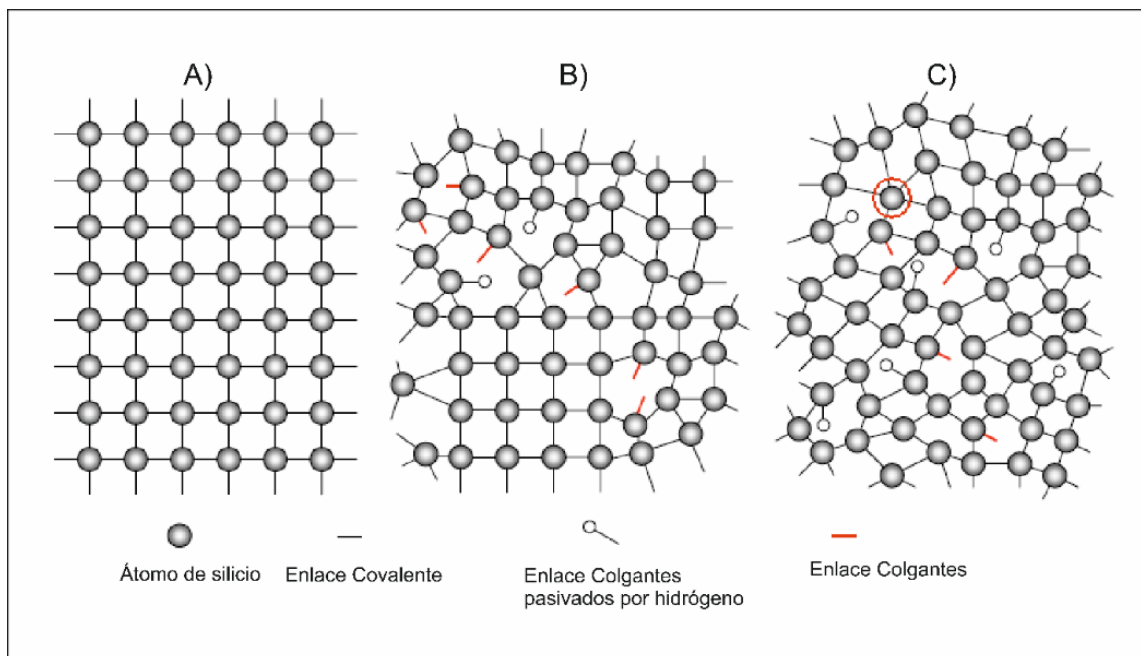 A)
B)
C)
Átomo de silicio
Enlace Covalente
Enlace Colgantes
pasivados por hidrógeno
Enlace Colgantes